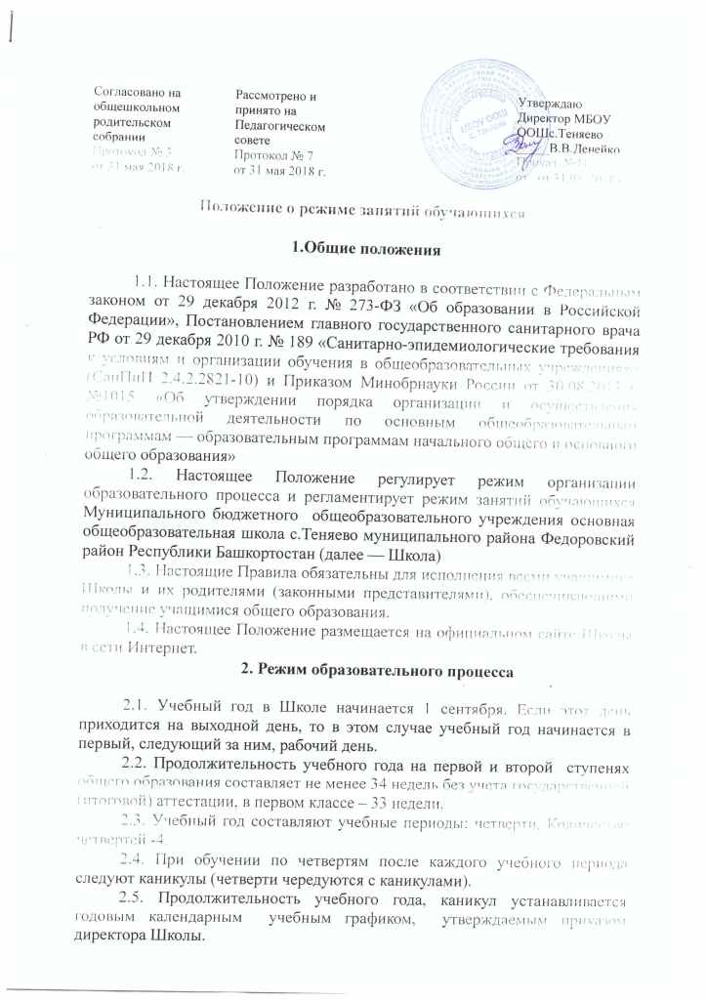 Согласовано на
общешкольном
родительском
собрании
Протокол № 3
от 31 мая 2018 г.
Рассмотрено и
принято на
Педагогическом
совете
Протокол № 7
от 31 мая 2018 г.
Утверждаю
Директор МБОУ
ООШс.Теняево
В.В.Денейко
Приказ №
от 31.05.
Положение о режиме занятий обучающихся
1.Общие положения
1.1. Настоящее Положение разработано в соответствии с Федеральным
законом от 29 декабря 2012 г. № 273-ФЗ «Об образовании в Российской
Федерации», Постановлением главного государственного санитарного врача
РФ от 29 декабря 2010 г. № 189 «Санитарно-эпидемиологические требования
к условиям и организации обучения в общеобразовательных учреждениях»
(СанПиН 2.4.2.2821-10) и Приказом Минобрнауки России от 30.08.2013 г.
№1015 «Об утверждении порядка организации и осуществления
образовательной деятельности по основным общеобразовательным
программам — образовательным программам начального общего и основного
общего образования»
1.2. Настоящее Положение регулирует режим организации
образовательного процесса и регламентирует режим занятий обучающихся
Муниципального бюджетного общеобразовательного учреждения основная
общеобразовательная школа с.Теняево муниципального района Федоровский
район Республики Башкортостан (далее — Школа)
1.3. Настоящие Правила обязательны для исполнения всеми учащимися
Школы и их родителями (законными представителями), обеспечивающими
получение учащимися общего образования.
1.4. Настоящее Положение размещается на официальном сайте Школы
в сети Интернет.
2. Режим образовательного процесса
2.1. Учебный год в Школе начинается 1 сентября. Если этот день
приходится на выходной день, то в этом случае учебный год начинается в
первый, следующий за ним, рабочий день.
2.2. Продолжительность учебного года на первой и второй ступенях
общего образования составляет не менее 34 недель без учета государственной
(итоговой) аттестации, в первом классе – 33 недели.
2.3. Учебный год составляют учебные периоды: четверти. Количество
четвертей -4.
2.4. При обучении по четвертям после каждого учебного периода
следуют каникулы (четверти чередуются с каникулами).
2.5. Продолжительность учебного года, каникул устанавливается
годовым календарным учебным графиком, утверждаемым приказом
директора Школы.